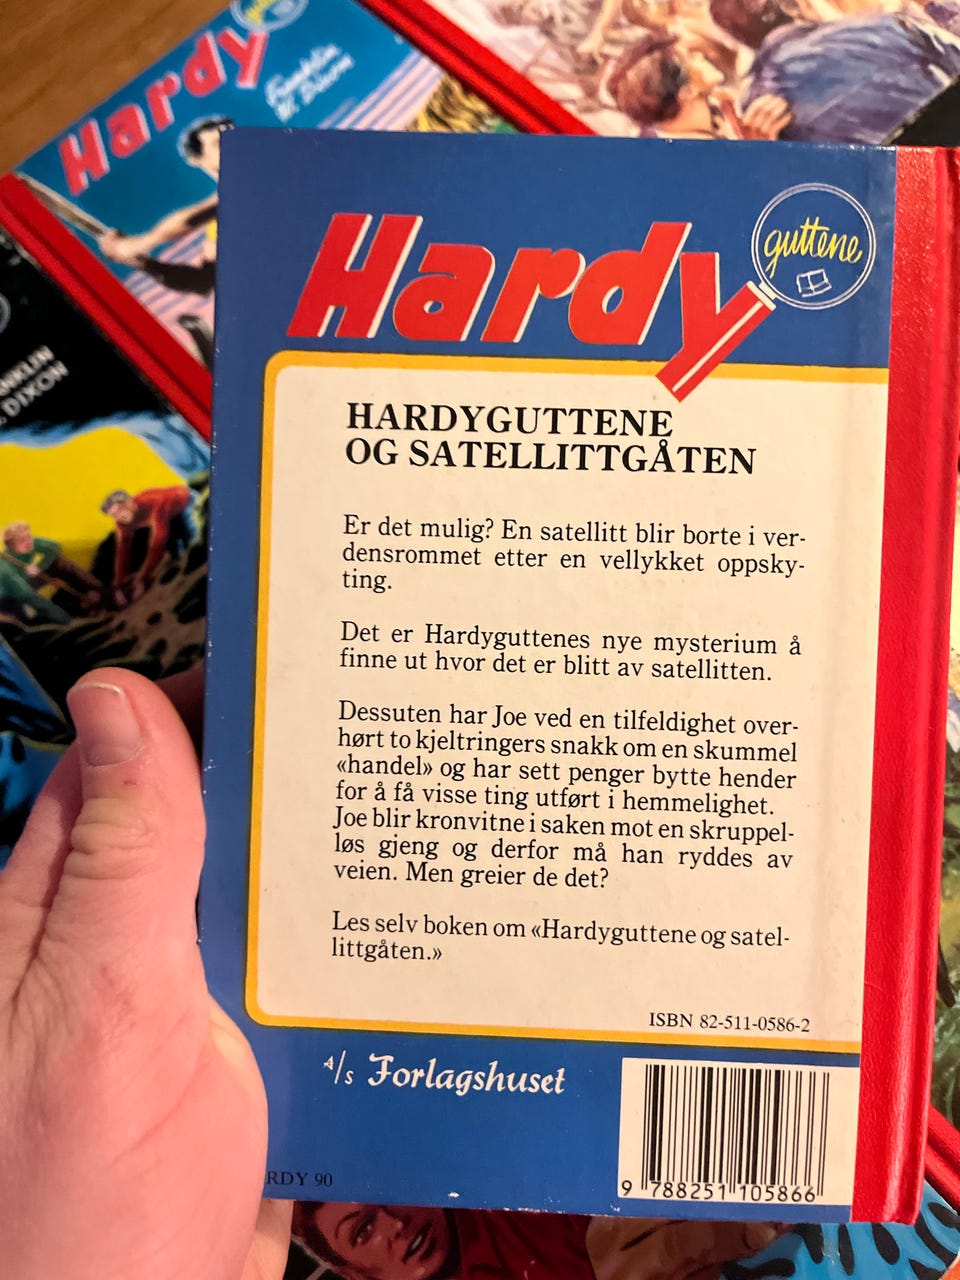 Hardy
Franklin
W. Dixon
DIXON
Hardy
guttene
HARDYGUTTENE
OG SATELLITTGÅTEN
Er det mulig? En satellitt blir borte i ver-
densrommet etter en vellykket oppsky-
ting.
Det er Hardyguttenes nye mysterium å
finne ut hvor det er blitt av satellitten.
Dessuten har Joe ved en tilfeldighet over-
hørt to kjeltringers snakk om en skummel
«handel» og har sett penger bytte hender
for å få visse ting utført i hemmelighet.
Joe blir kronvitne i saken mot en skruppel-
løs gjeng og derfor må han ryddes av
veien. Men greier de det?
Les selv boken om «Hardyguttene og satel-
littgåten.»
ISBN 82-511-0586-2
A/S Forlagshuset
9 788251 105866
RDY 90